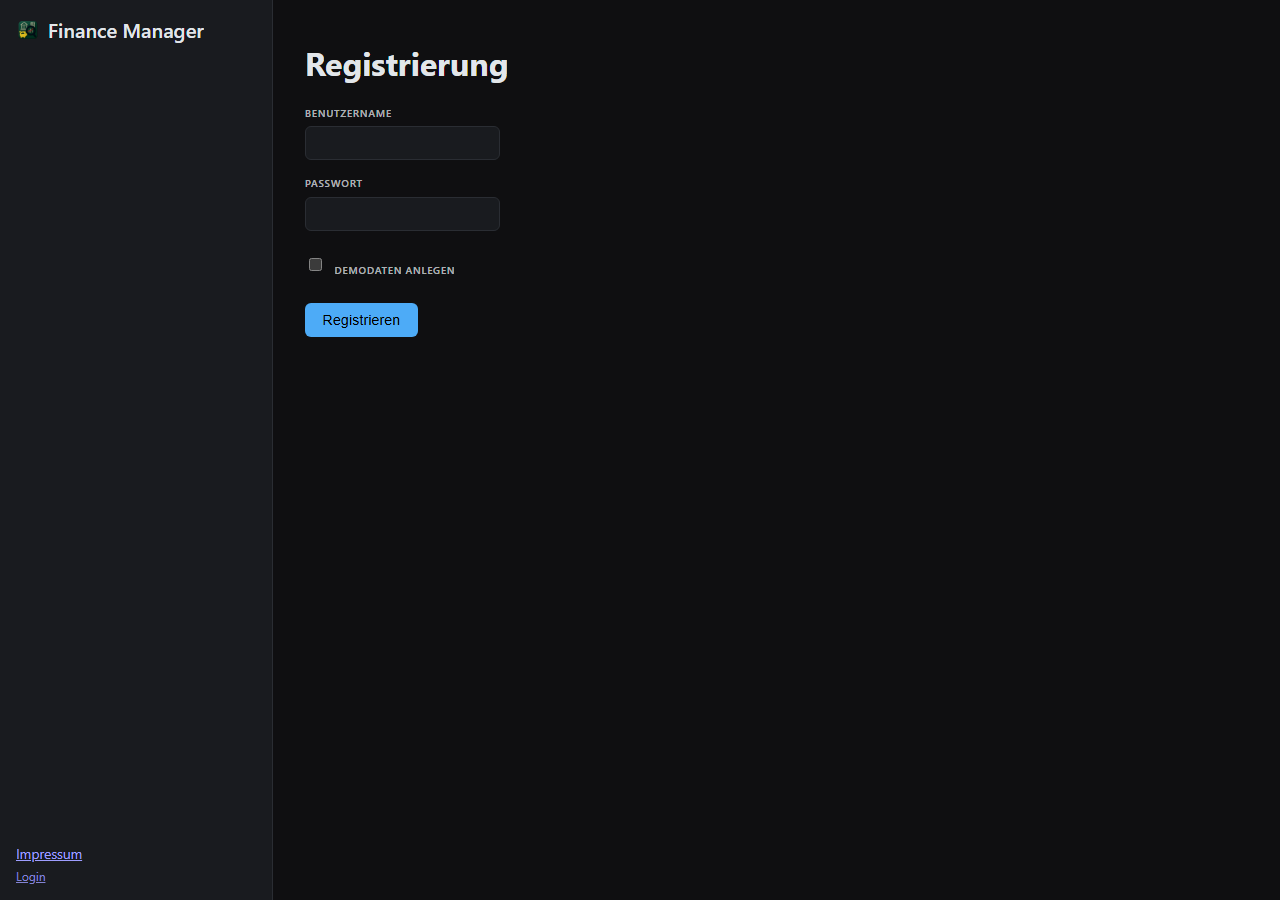 Finance Manager
Registrierung
BENUTZERNAME
PASSWORT
DEMODATEN ANLEGEN
Registrieren
Impressum
Login